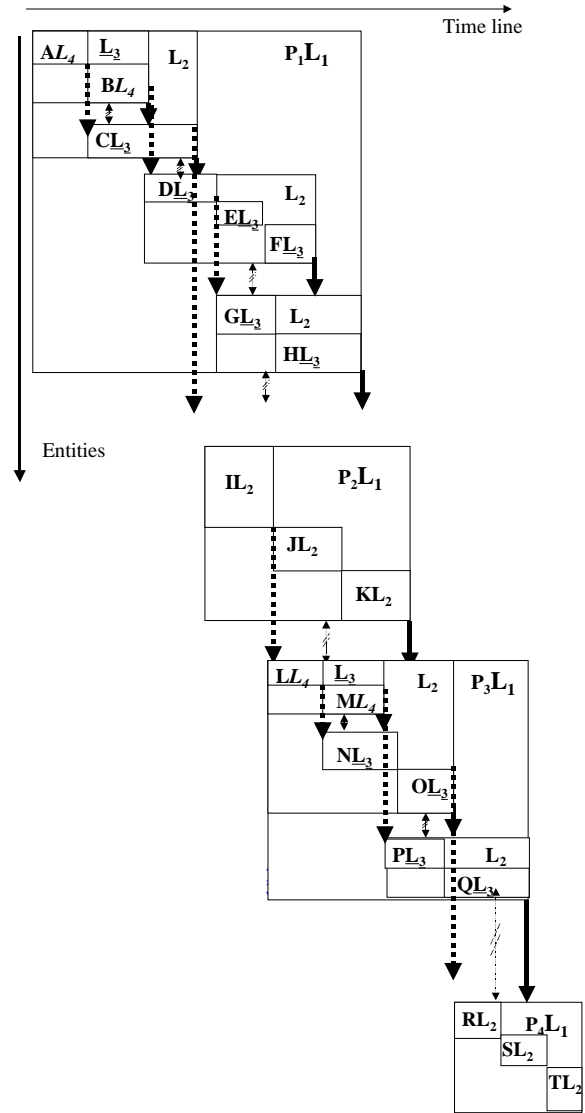 Time line
AL₄ L₃ L₂ P₁L₁
BL₄
CL₃
DL₃ L₂
EL₃
FL₃
GL₃ L₂
HL₃
Entities
IL₂ P₂L₁
JL₂
KL₂
LL₄ L₃ L₂ P₃L₁
ML₄
NL₃
OL₃
PL₃ L₂
QL₃
RL₂ P₄L₁
SL₂
TL₂